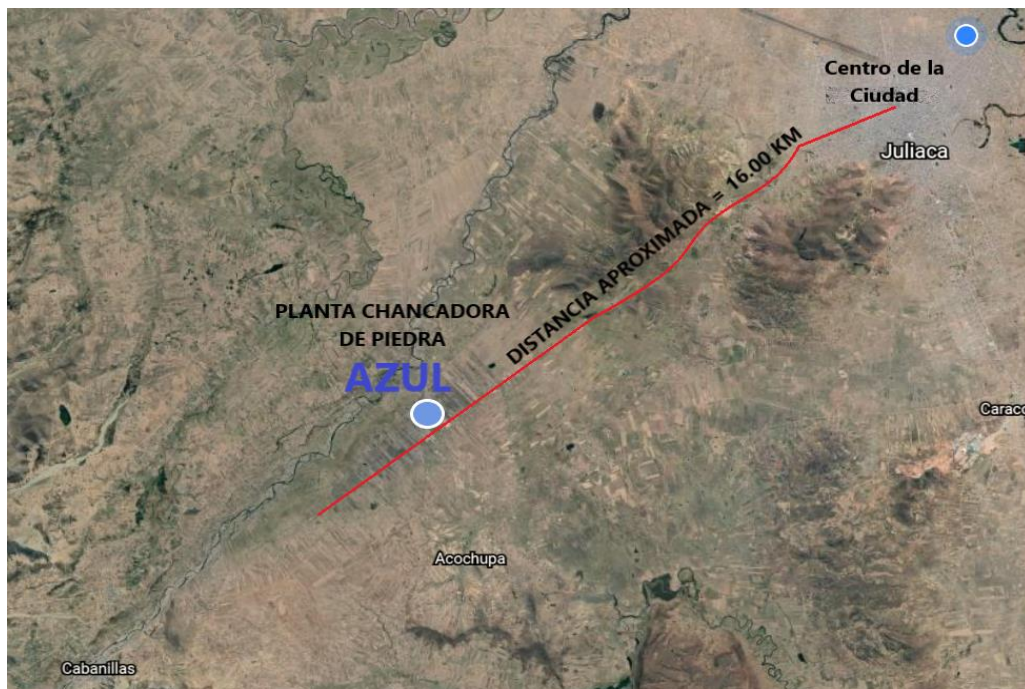 Centro de la
Ciudad
Juliaca
DISTANCIA APROXIMADA = 16.00 KM
PLANTA CHANCADORA
DE PIEDRA
AZUL
Caraco
Acochupa
Cabanillas